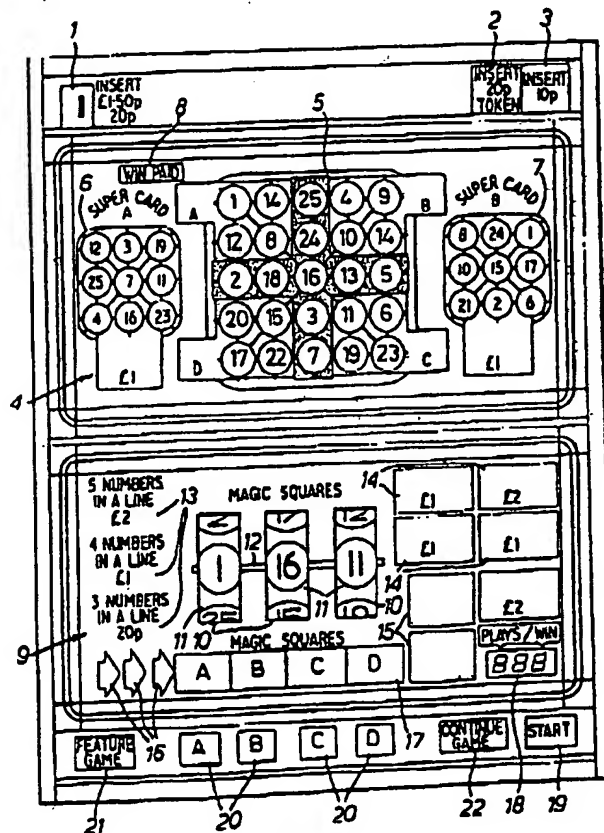 1
2 3
1
INSERT
£1·50p
20p
INSERT
20p
TOKEN
INSERT
10p
8
5
WIN PAID
6
7
SUPER CARD
A
12 3 19
25 7 11
4 16 23
£1
4
A
B
C
D
1 14 25 4 9
12 8 24 10 14
2 18 16 13 5
20 15 3 11 6
17 22 7 19 23
SUPER CARD
B
8 24 1
10 15 17
21 2 6
£1
5 NUMBERS
IN A LINE
£2
13
4 NUMBERS
IN A LINE
£1
3 NUMBERS
IN A LINE
20p
MAGIC SQUARES
12
1 16 11
11 10 11 10
MAGIC SQUARES
A B C D
14
£1 £2
£1 £1
14
15
£2
PLAYS/WIN
888
9
16
17
FEATURE
GAME
A B C D
CONTINUE
GAME
START
21
20
20
22
18
19